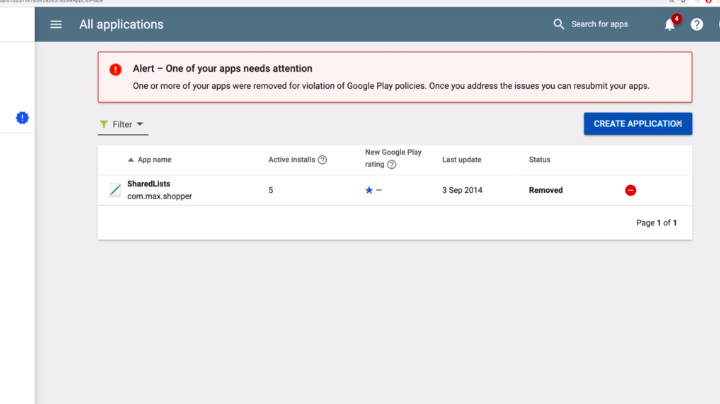 All applications
Search for apps
4
Alert – One of your apps needs attention
One or more of your apps were removed for violation of Google Play policies. Once you address the issues you can resubmit your apps.
Filter
CREATE APPLICATION
App name
Active installs
New Google Play
rating
Last update
Status
SharedLists
com.max.shopper
5
–
3 Sep 2014
Removed
Page 1 of 1